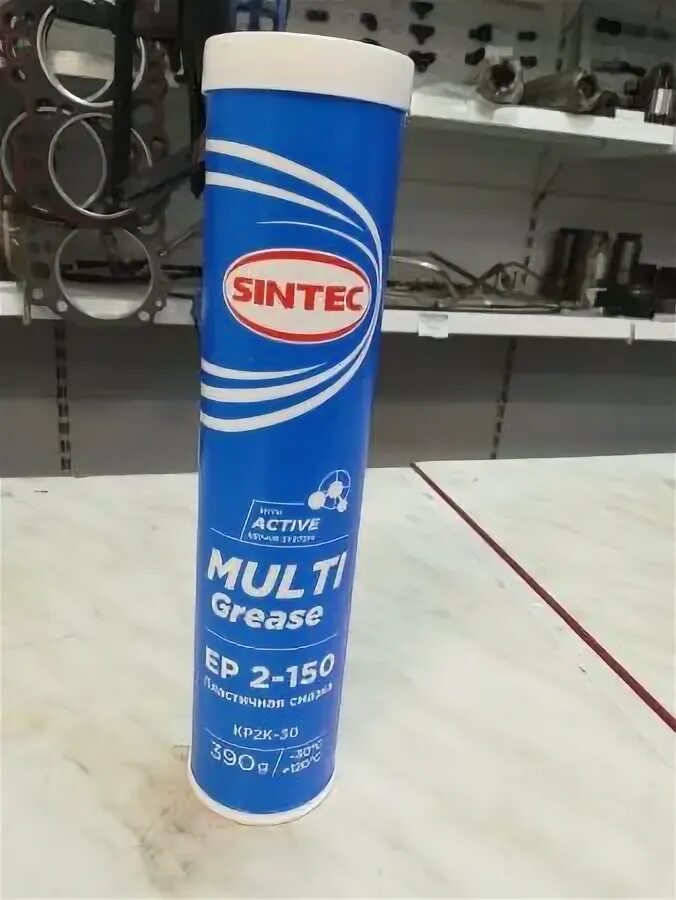 SINTEC
ACTIVE
MULTI
Grease
EP 2-150
Пластичная смазка
KP2K-30
390g
-30°C
+120°C